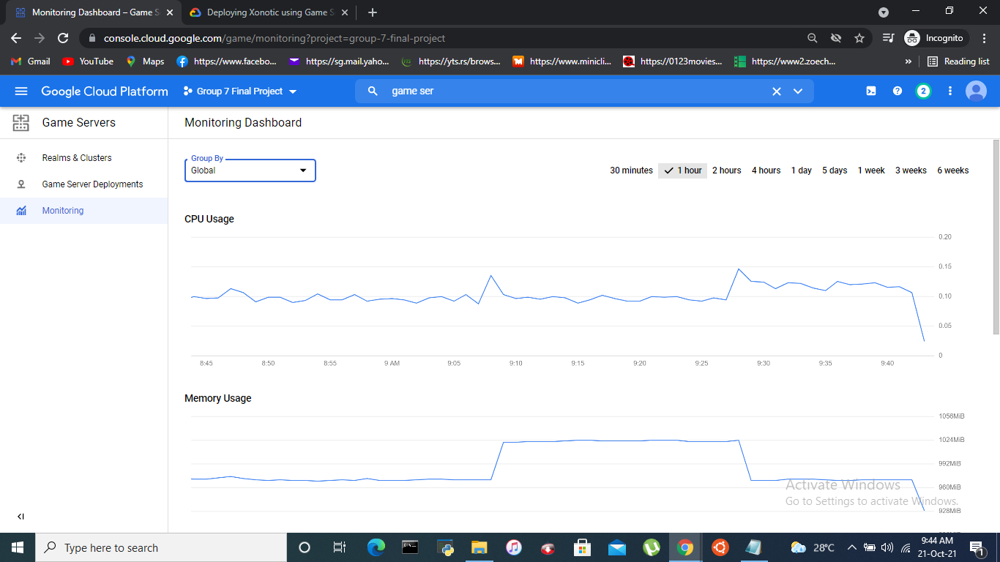 Monitoring Dashboard – Game S
Deploying Xonotic using Game S
console.cloud.google.com/game/monitoring?project=group-7-final-project
Incognito
Gmail
YouTube
Maps
https://www.facebo...
https://sg.mail.yaho...
https://yts.rs/brows...
https://www.minicli...
https://0123movies...
https://www2.zoech...
»
Reading list
Google Cloud Platform
Group 7 Final Project
game ser
2
Game Servers
Monitoring Dashboard
Realms & Clusters
Game Server Deployments
Monitoring
Group By
Global
30 minutes
1 hour
2 hours
4 hours
1 day
5 days
1 week
3 weeks
6 weeks
CPU Usage
0.20
0.15
0.10
0.05
0
8:45
8:50
8:55
9 AM
9:05
9:10
9:15
9:20
9:25
9:30
9:35
9:40
Memory Usage
1056MiB
1024MiB
992MiB
960MiB
928MiB
Activate Windows
Go to Settings to activate Windows.
Type here to search
28°C
9:44 AM
21-Oct-21
1